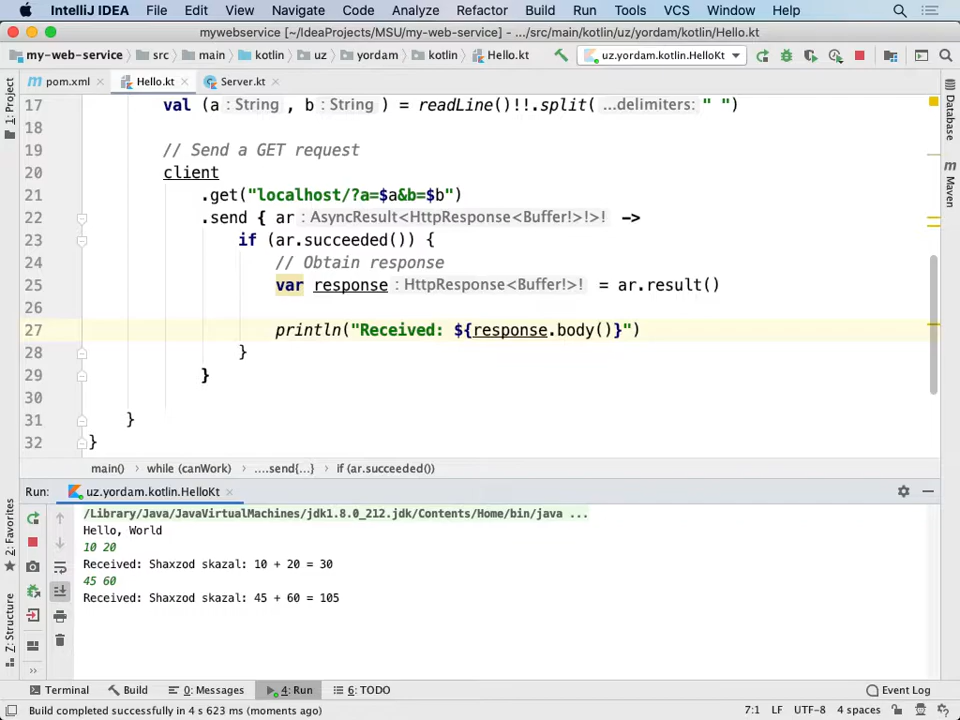 IntelliJ IDEA File Edit View Navigate Code Analyze Refactor Build Run Tools VCS Window Help
mywebservice [~/IdeaProjects/MSU/my-web-service] - .../src/main/kotlin/uz/yordam/kotlin/Hello.kt
my-web-service src main kotlin uz yordam kotlin Hello.kt uz.yordam.kotlin.HelloKt
pom.xml Hello.kt Server.kt
1: Project
Database
Maven
17 val (a : String , b : String ) = readLine()!!.split( ...delimiters: " ")
18
19 // Send a GET request
20 client
21 .get("localhost/?a=$a&b=$b")
22 .send { ar : AsyncResult<HttpResponse<Buffer!>!>! ->
23 if (ar.succeeded()) {
24 // Obtain response
25 var response : HttpResponse<Buffer!>! = ar.result()
26
27 println("Received: ${response.body()}")
28 }
29 }
30
31 }
32 }
main() while (canWork) ....send{...} if (ar.succeeded())
Run: uz.yordam.kotlin.HelloKt
/Library/Java/JavaVirtualMachines/jdk1.8.0_212.jdk/Contents/Home/bin/java ...
Hello, World
10 20
Received: Shaxzod skazal: 10 + 20 = 30
45 60
Received: Shaxzod skazal: 45 + 60 = 105
2: Favorites
Z: Structure
>>
Terminal Build 0: Messages 4: Run 6: TODO Event Log
Build completed successfully in 4 s 623 ms (moments ago) 7:1 LF UTF-8 4 spaces